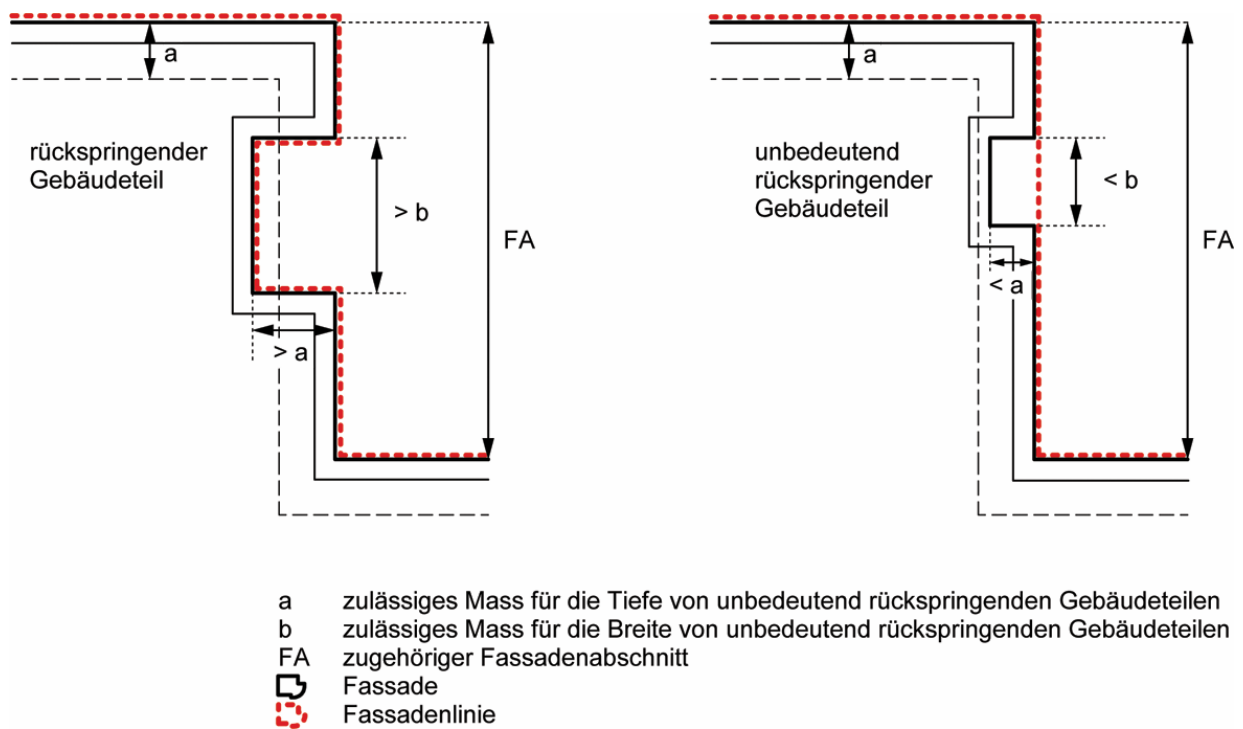 a
rückspringender
Gebäudeteil
> b
FA
> a
a
unbedeutend
rückspringender
Gebäudeteil
< b
FA
< a
a zulässiges Mass für die Tiefe von unbedeutend rückspringenden Gebäudeteilen
b zulässiges Mass für die Breite von unbedeutend rückspringenden Gebäudeteilen
FA zugehöriger Fassadenabschnitt
Fassade
Fassadenlinie